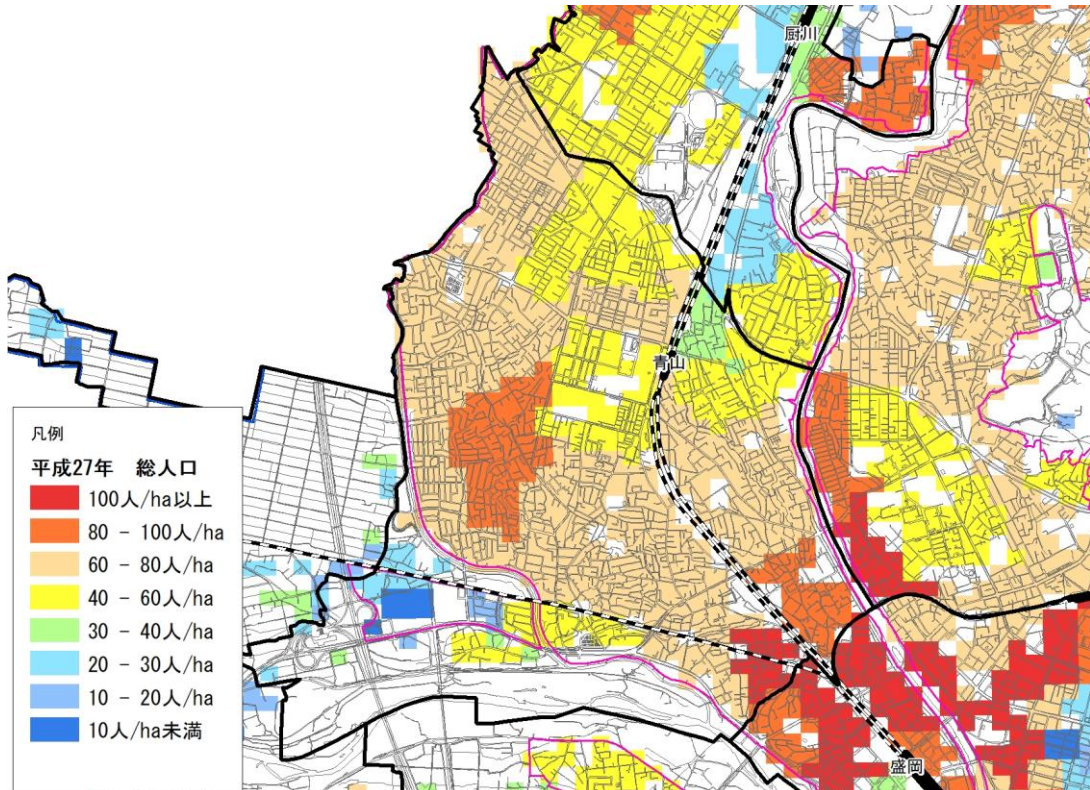 厨川
青山
凡例
平成27年 総人口
100人/ha以上
80 - 100人/ha
60 - 80人/ha
40 - 60人/ha
30 - 40人/ha
20 - 30人/ha
10 - 20人/ha
10人/ha未満
盛岡